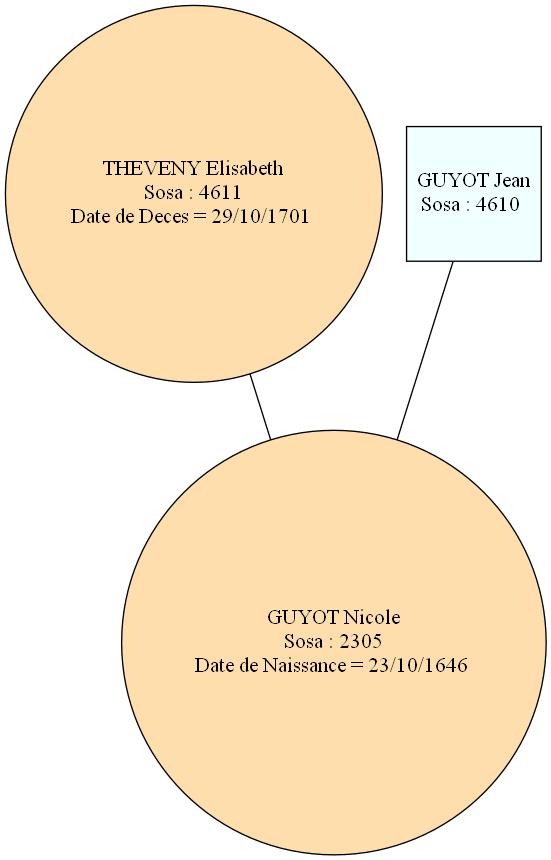 THEVENY Elisabeth
Sosa : 4611
Date de Deces = 29/10/1701
GUYOT Jean
Sosa : 4610
GUYOT Nicole
Sosa : 2305
Date de Naissance = 23/10/1646